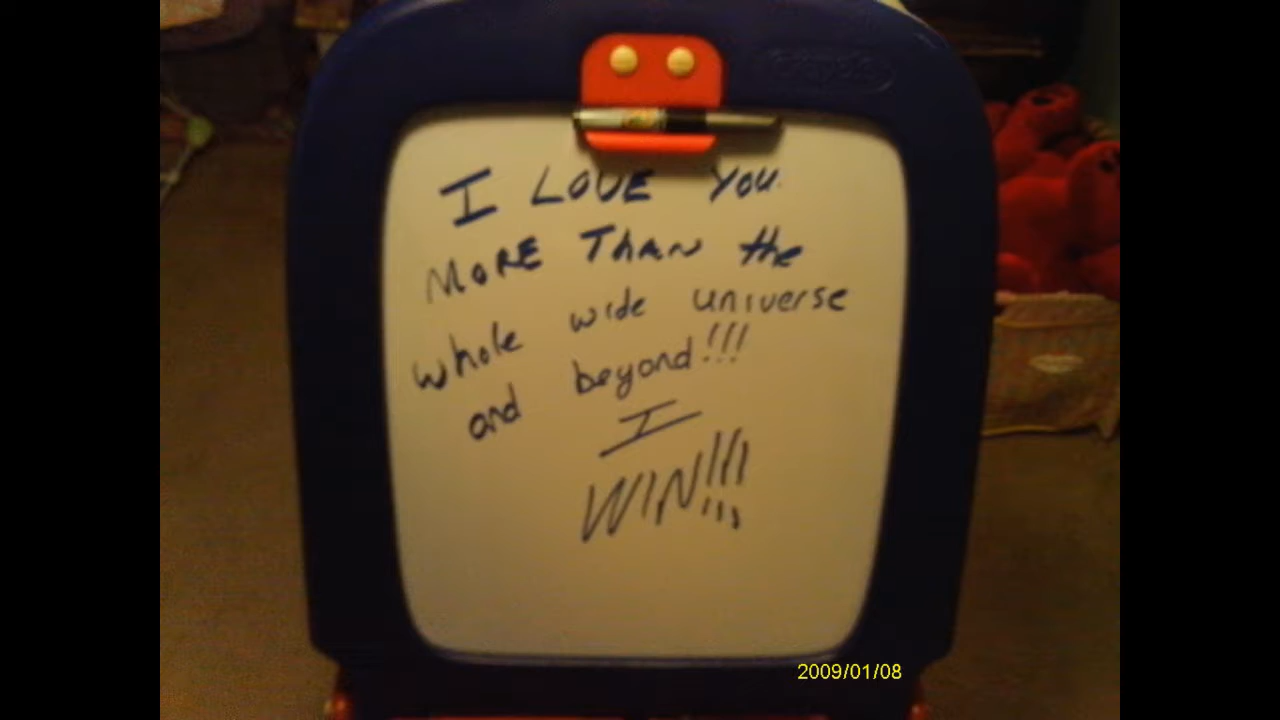 I LOVE YOU
MORE THAN the
whole wide universe
and beyond!!!
I
WIN!!!
2009/01/08